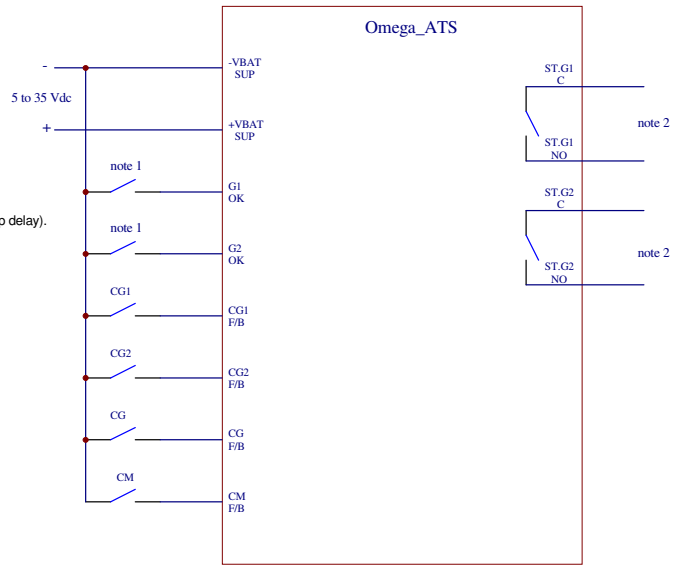 Omega_ATS
-
-VBAT
SUP
5 to 35 Vdc
+
+VBAT
SUP
note 1
G1
OK
p delay).
note 1
G2
OK
CG1
CG1
F/B
CG2
CG2
F/B
CG
CG
F/B
CM
CM
F/B
ST.G1
C
note 2
ST.G1
NO
ST.G2
C
note 2
ST.G2
NO